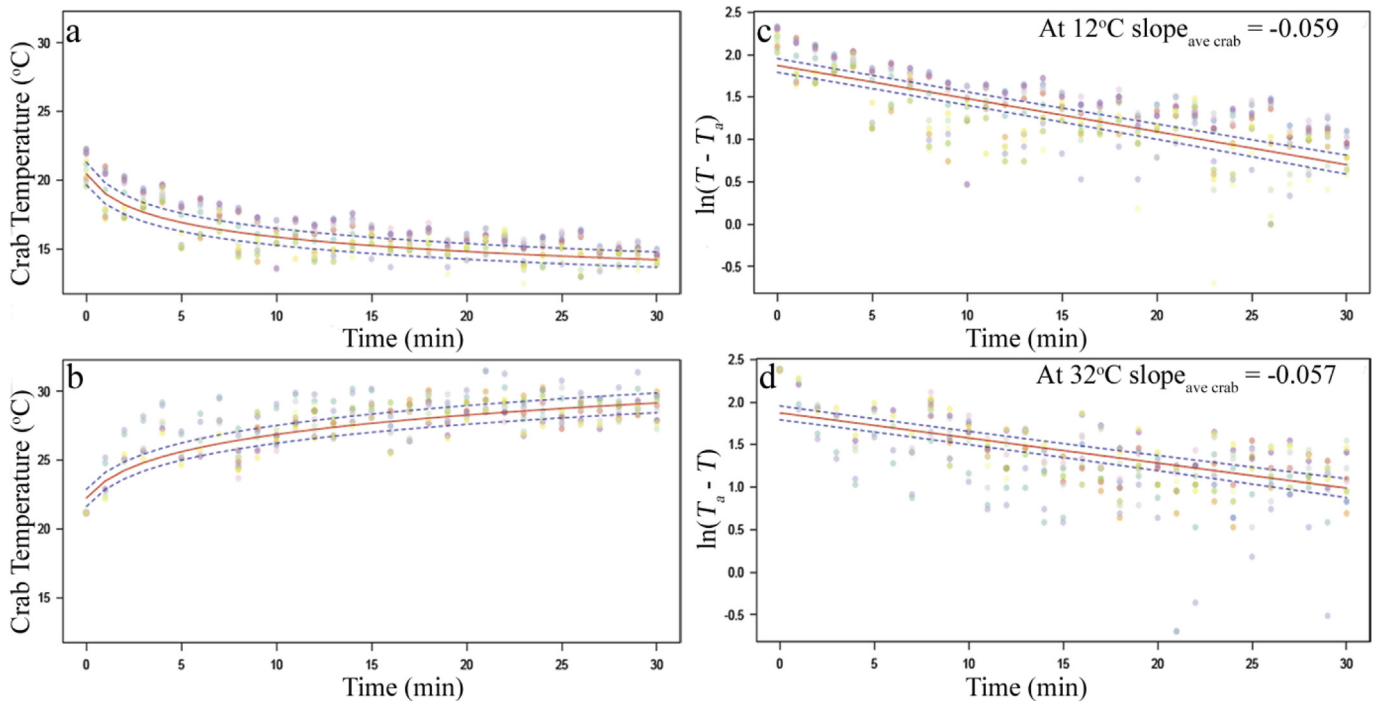 a
Crab Temperature (°C)
30
25
20
15
0 5 10 15 20 25 30
Time (min)
c
At 12°C slope ave crab = -0.059
ln(T - Ta)
2.5
2.0
1.5
1.0
0.5
0.0
-0.5
0 5 10 15 20 25 30
Time (min)
b
Crab Temperature (°C)
30
25
20
15
0 5 10 15 20 25 30
Time (min)
d
At 32°C slope ave crab = -0.057
ln(Ta - T)
2.5
2.0
1.5
1.0
0.5
0.0
-0.5
0 5 10 15 20 25 30
Time (min)